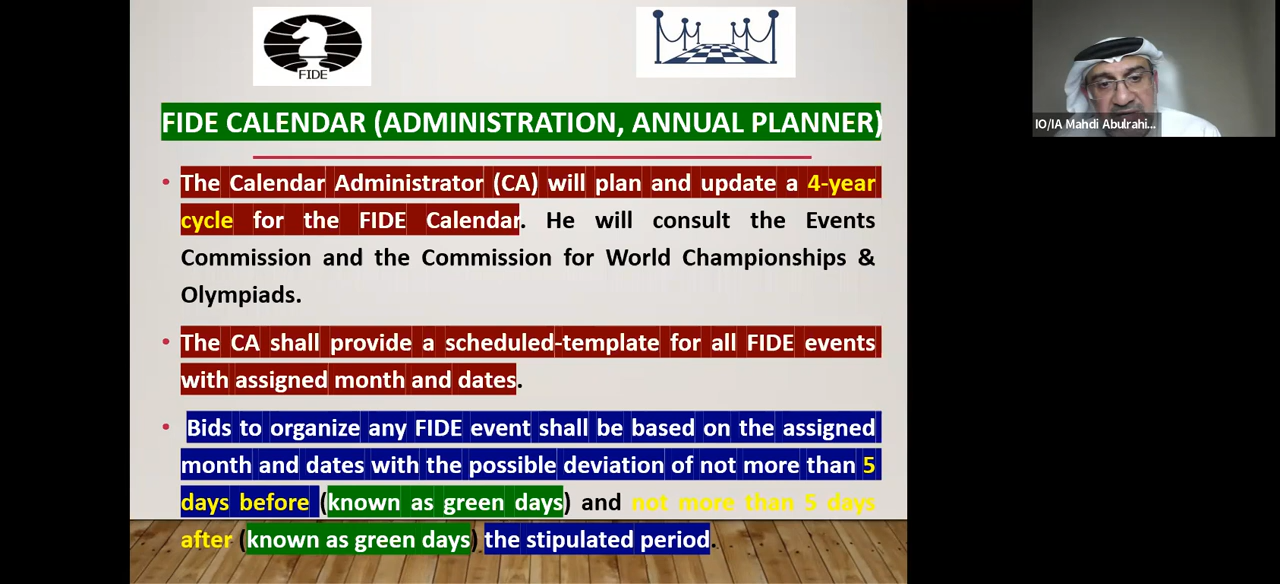 FIDE
IO/IA Mahdi Abulrahi...
FIDE CALENDAR (ADMINISTRATION, ANNUAL PLANNER)
• The Calendar Administrator (CA) will plan and update a 4-year
cycle for the FIDE Calendar. He will consult the Events
Commission and the Commission for World Championships &
Olympiads.
• The CA shall provide a scheduled-template for all FIDE events
with assigned month and dates.
• Bids to organize any FIDE event shall be based on the assigned
month and dates with the possible deviation of not more than 5
days before (known as green days) and not more than 5 days
after (known as green days) the stipulated period.